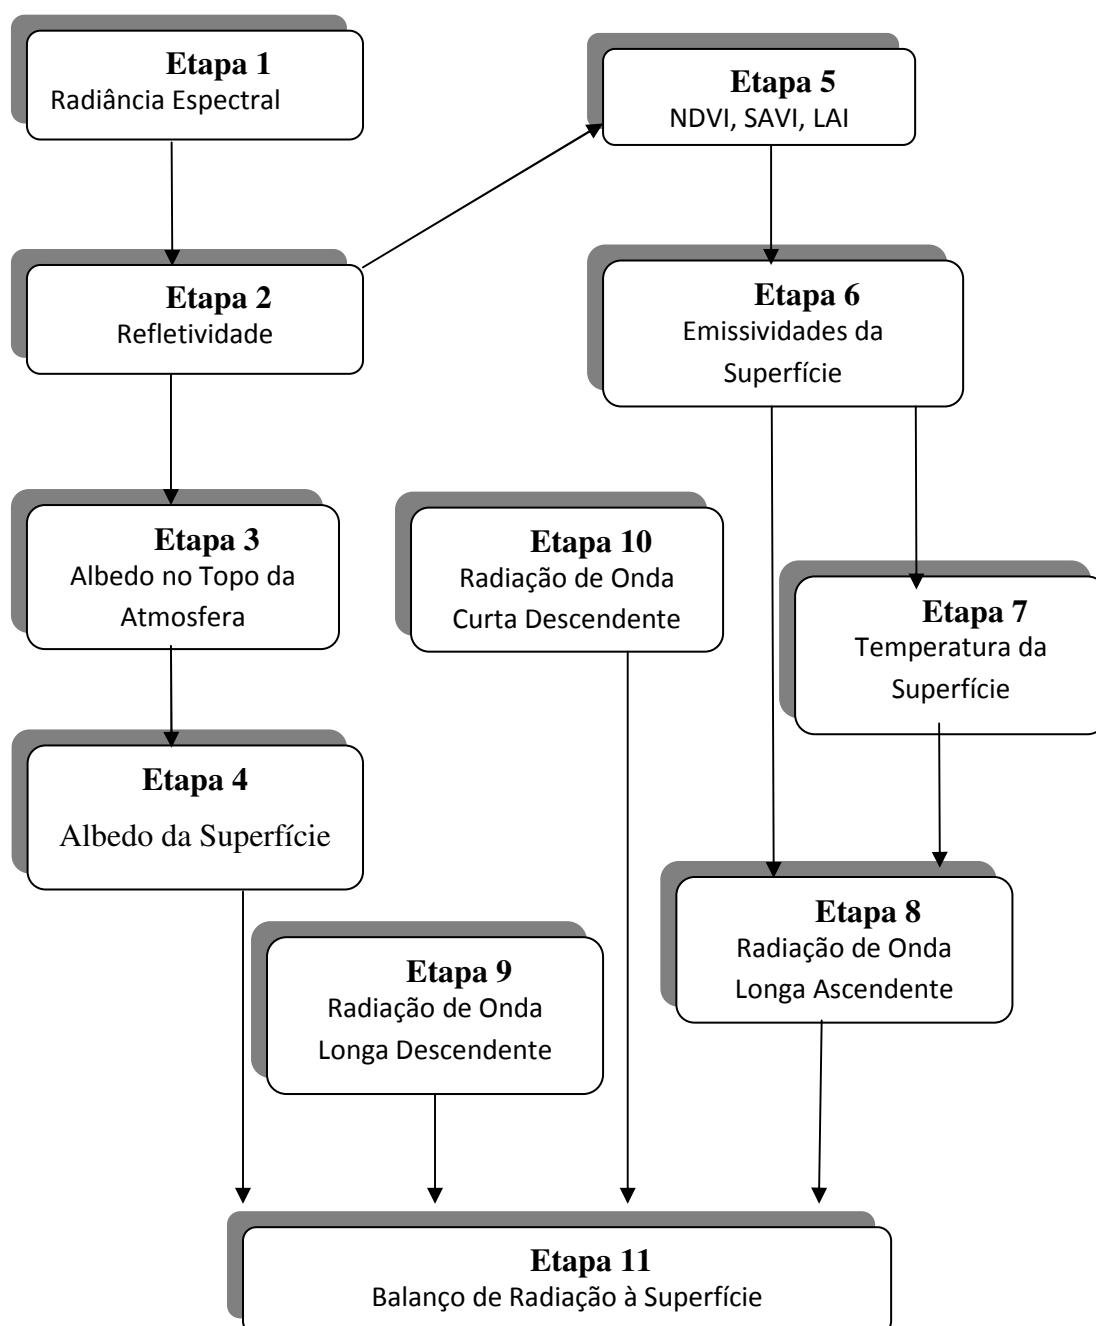 Etapa 1
Radiância Espectral
Etapa 2
Refletividade
Etapa 3
Albedo no Topo da
Atmosfera
Etapa 4
Albedo da Superfície
Etapa 5
NDVI, SAVI, LAI
Etapa 6
Emissividades da
Superfície
Etapa 7
Temperatura da
Superfície
Etapa 8
Radiação de Onda
Longa Ascendente
Etapa 9
Radiação de Onda
Longa Descendente
Etapa 10
Radiação de Onda
Curta Descendente
Etapa 11
Balanço de Radiação à Superfície